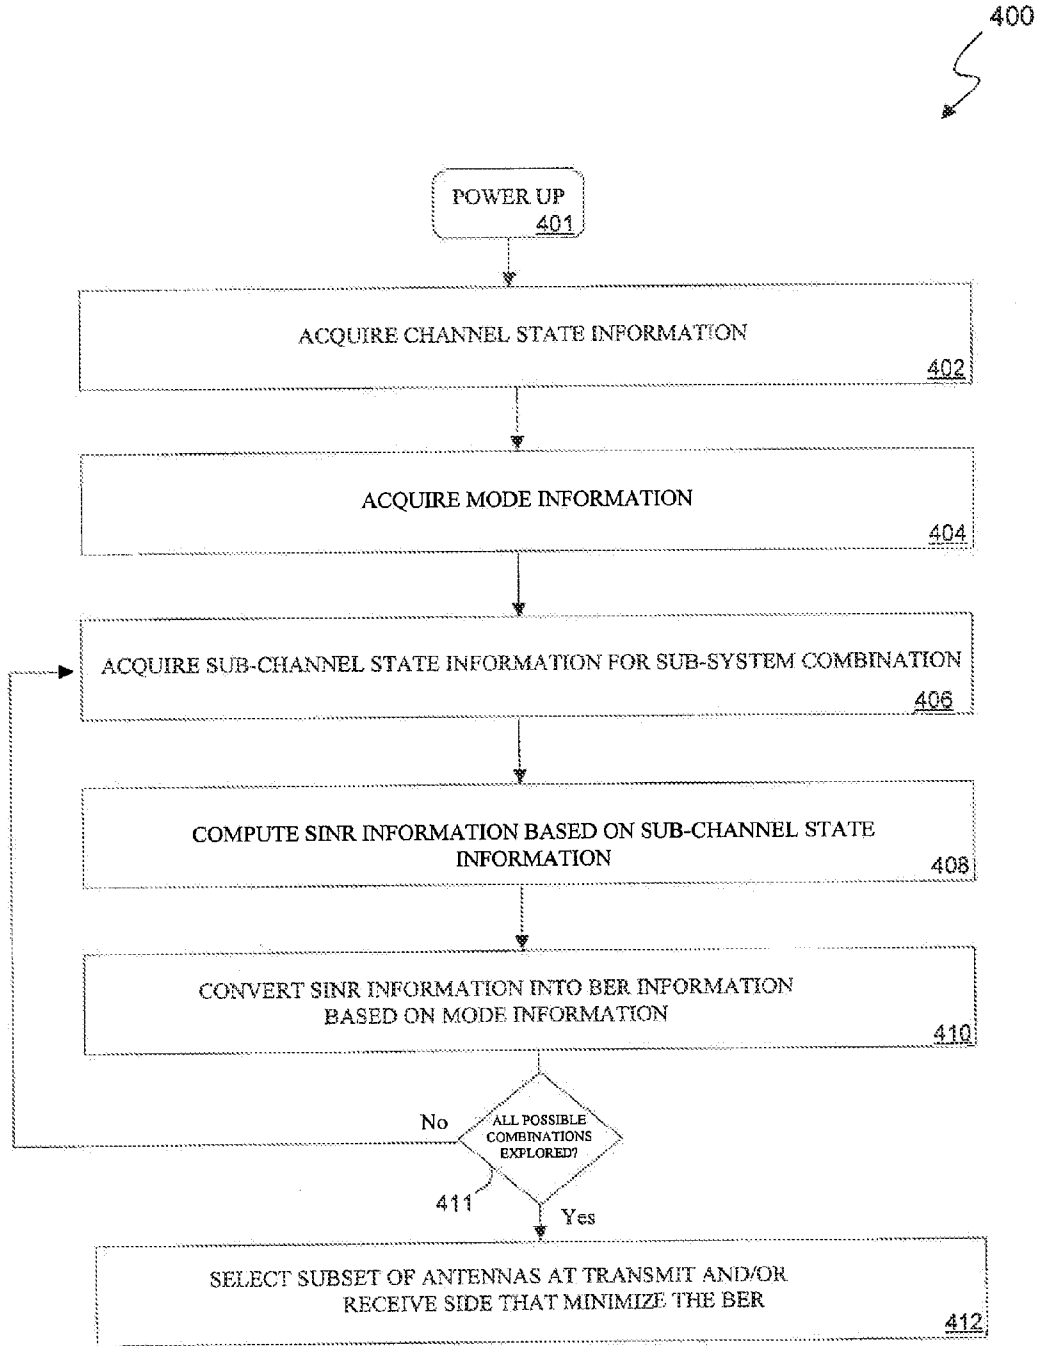 400
POWER UP
401
ACQUIRE CHANNEL STATE INFORMATION
402
ACQUIRE MODE INFORMATION
404
ACQUIRE SUB-CHANNEL STATE INFORMATION FOR SUB-SYSTEM COMBINATION
406
COMPUTE SINR INFORMATION BASED ON SUB-CHANNEL STATE
INFORMATION
408
CONVERT SINR INFORMATION INTO BER INFORMATION
BASED ON MODE INFORMATION
410
No
ALL POSSIBLE
COMBINATIONS
EXPLORED?
411
Yes
SELECT SUBSET OF ANTENNAS AT TRANSMIT AND/OR
RECEIVE SIDE THAT MINIMIZE THE BER
412